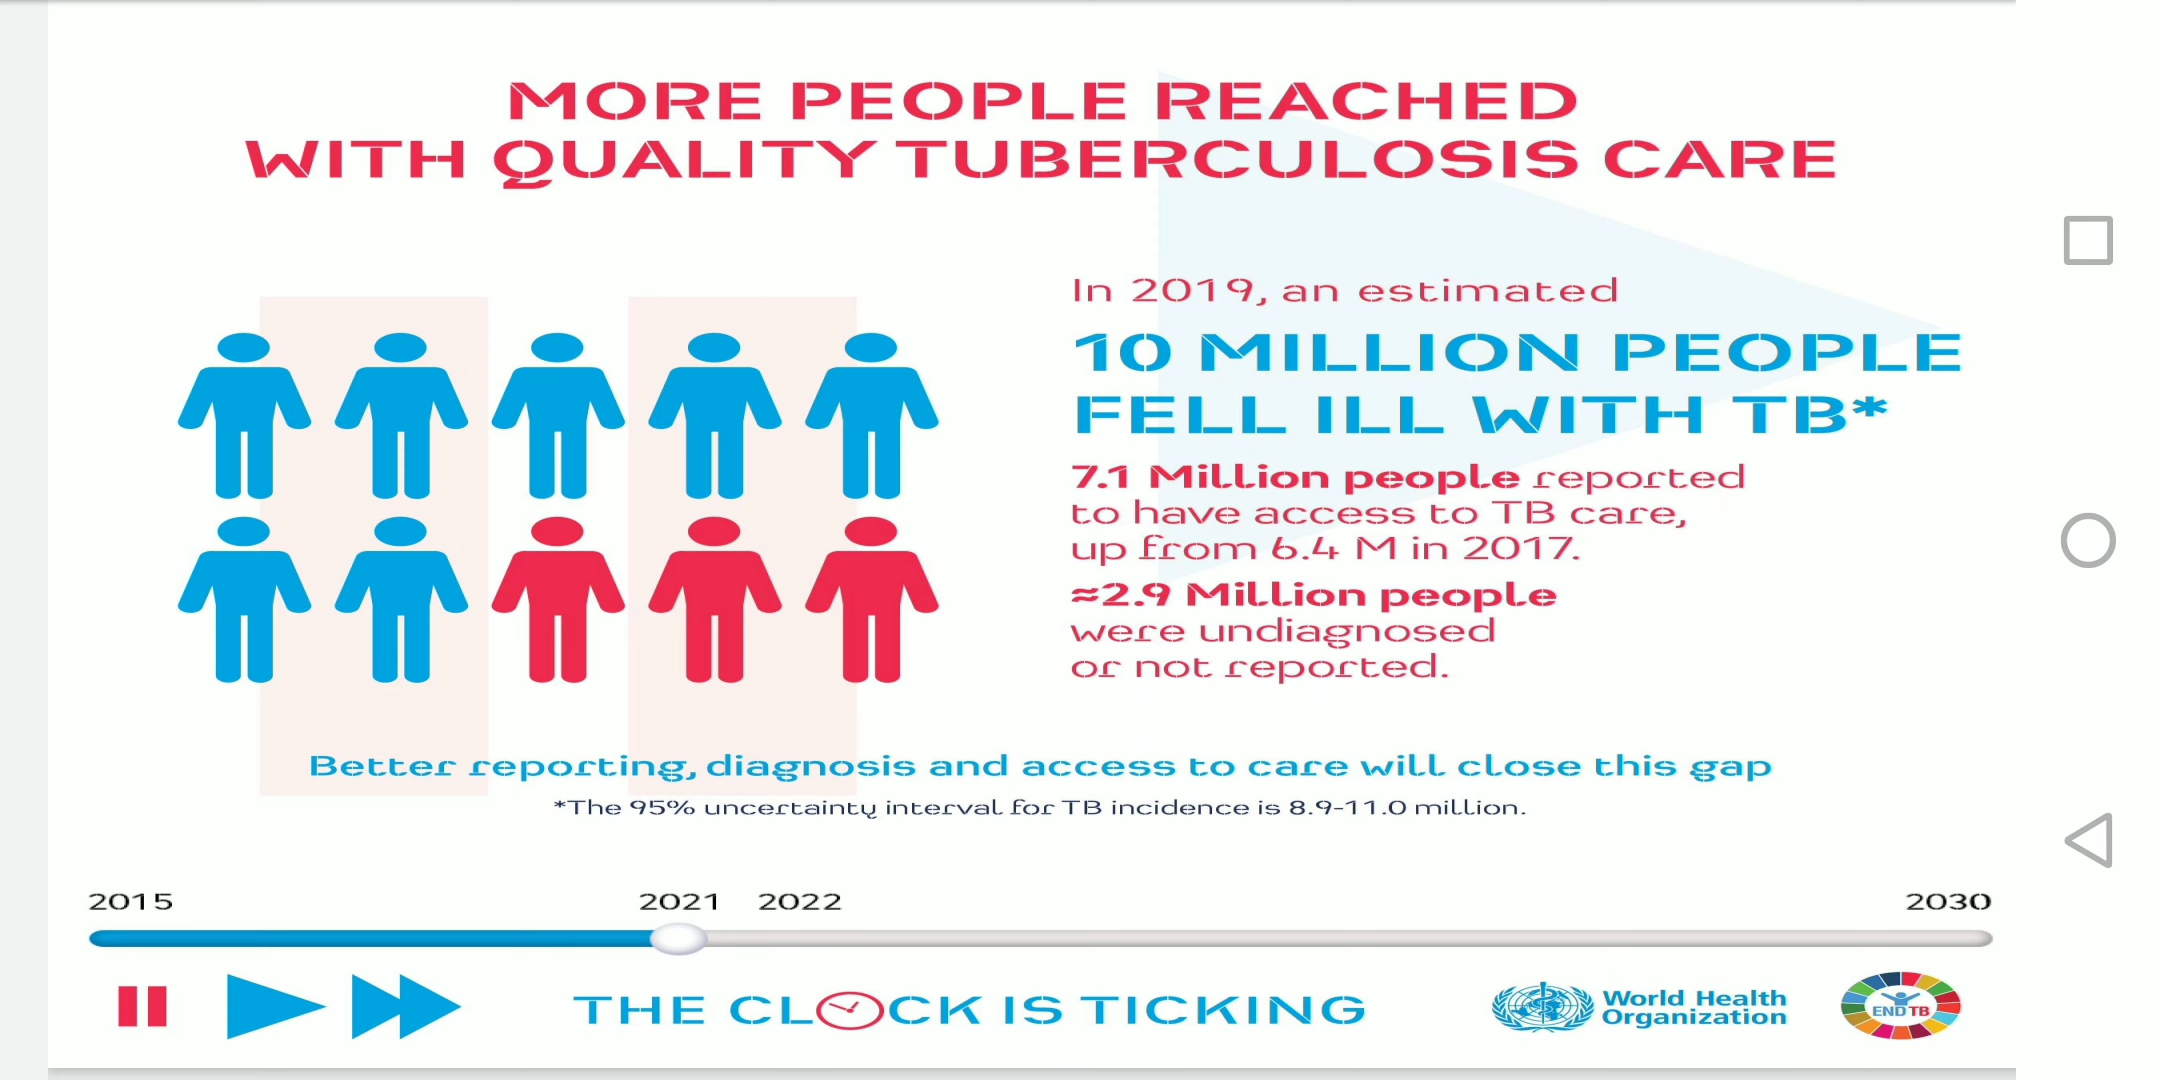 MORE PEOPLE REACHED
WITH QUALITY TUBERCULOSIS CARE
In 2019, an estimated
10 MILLION PEOPLE
FELL ILL WITH TB*
7.1 Million people reported
to have access to TB care,
up from 6.4 M in 2017.
≈2.9 Million people
were undiagnosed
or not reported.
Better reporting, diagnosis and access to care will close this gap
*The 95% uncertainty interval for TB incidence is 8.9-11.0 million.
2015 2021 2022 2030
THE CLOCK IS TICKING
World Health
Organization
END TB